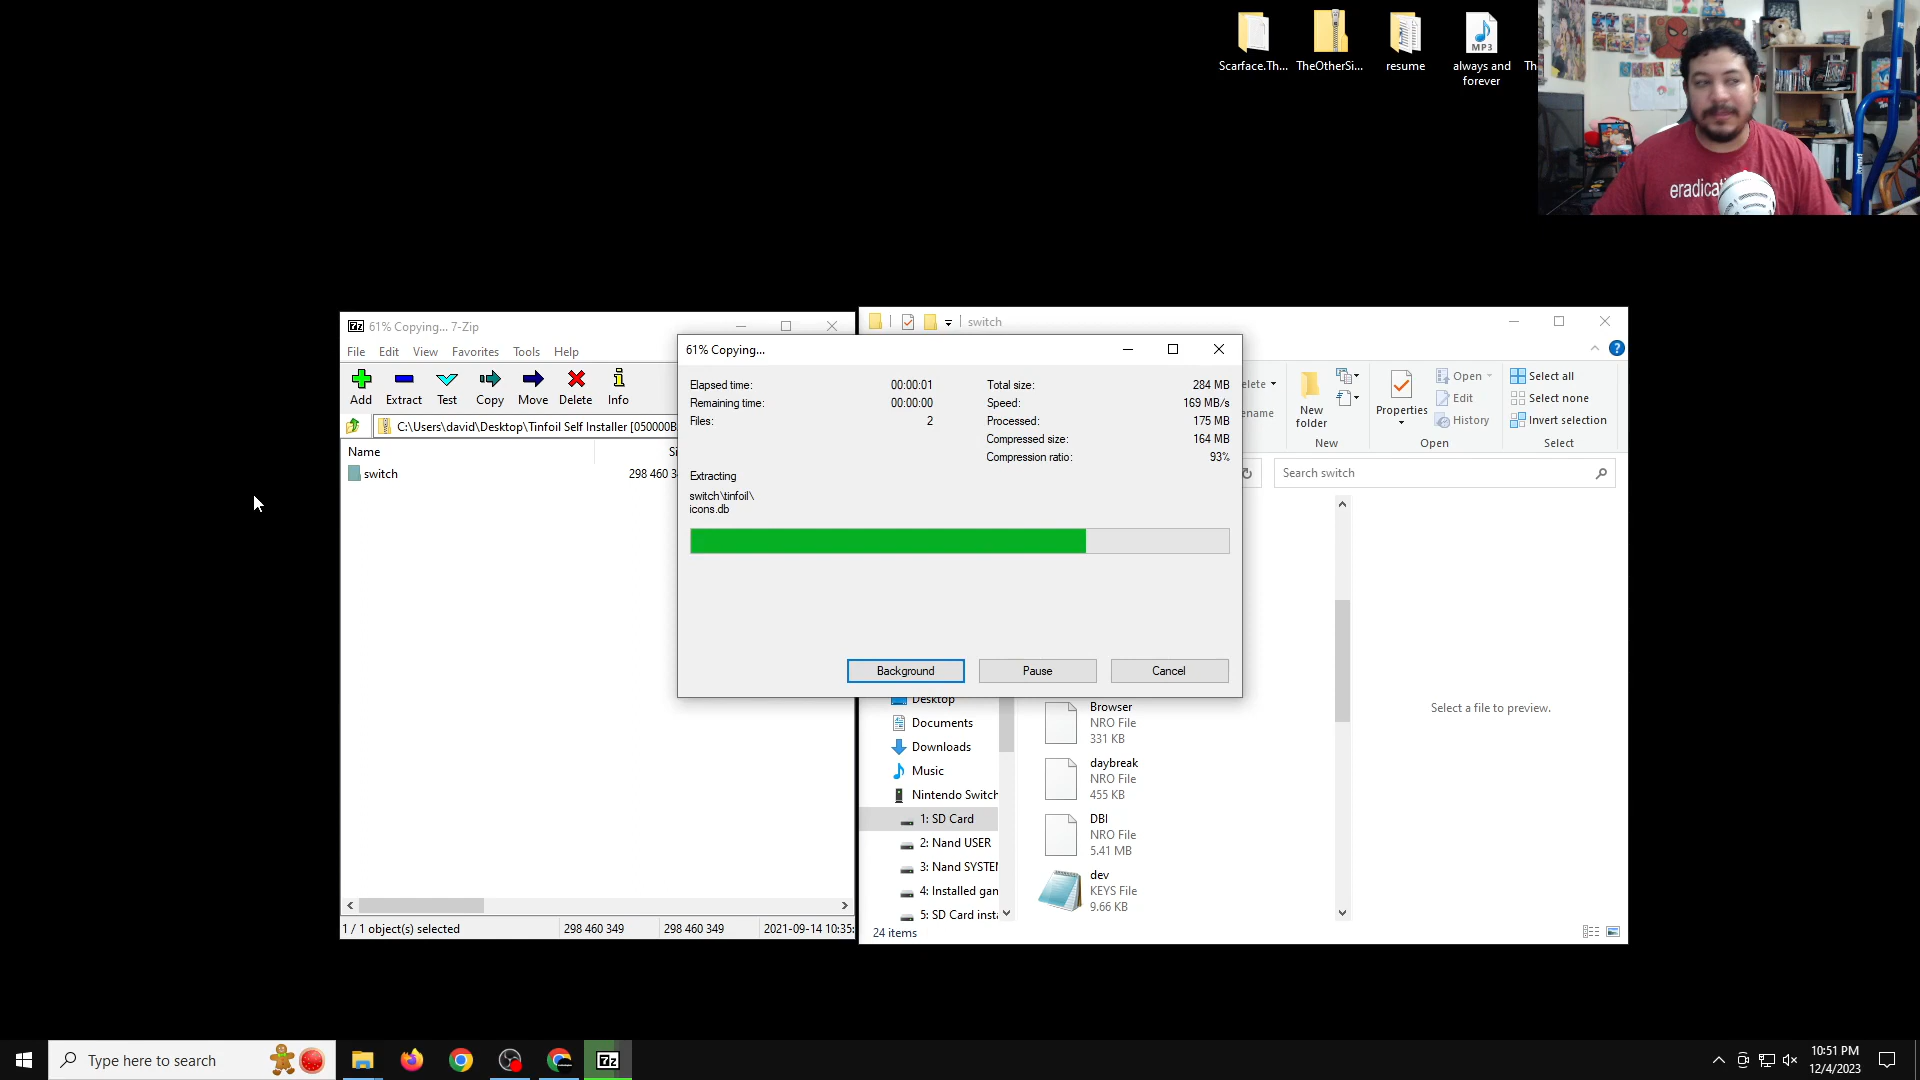 Scarface.Th...
TheOtherSi...
resume
always and
forever
Th
MP3
61% Copying... 7-Zip
File Edit View Favorites Tools Help
Add Extract Test Copy Move Delete Info
C:\Users\david\Desktop\Tinfoil Self Installer [050000B
Name
switch 298 460 3
1 / 1 object(s) selected 298 460 349 298 460 349 2021-09-14 10:35:
61% Copying...
Elapsed time: 00:00:01 Total size: 284 MB
Remaining time: 00:00:00 Speed: 169 MB/s
Files: 2 Processed: 175 MB
Compressed size: 164 MB
Compression ratio: 93%
Extracting
switch\tinfoil\
icons.db
Background Pause Cancel
switch
New
folder
New
Properties
Open
Edit
History
Open
Select all
Select none
Invert selection
Select
Search switch
Desktop
Documents
Downloads
Music
Nintendo Switch
1: SD Card
2: Nand USER
3: Nand SYSTEM
4: Installed gan
5: SD Card insta
Browser
NRO File
331 KB
daybreak
NRO File
455 KB
DBI
NRO File
5.41 MB
dev
KEYS File
9.66 KB
Select a file to preview.
24 items
Type here to search
10:51 PM
12/4/2023